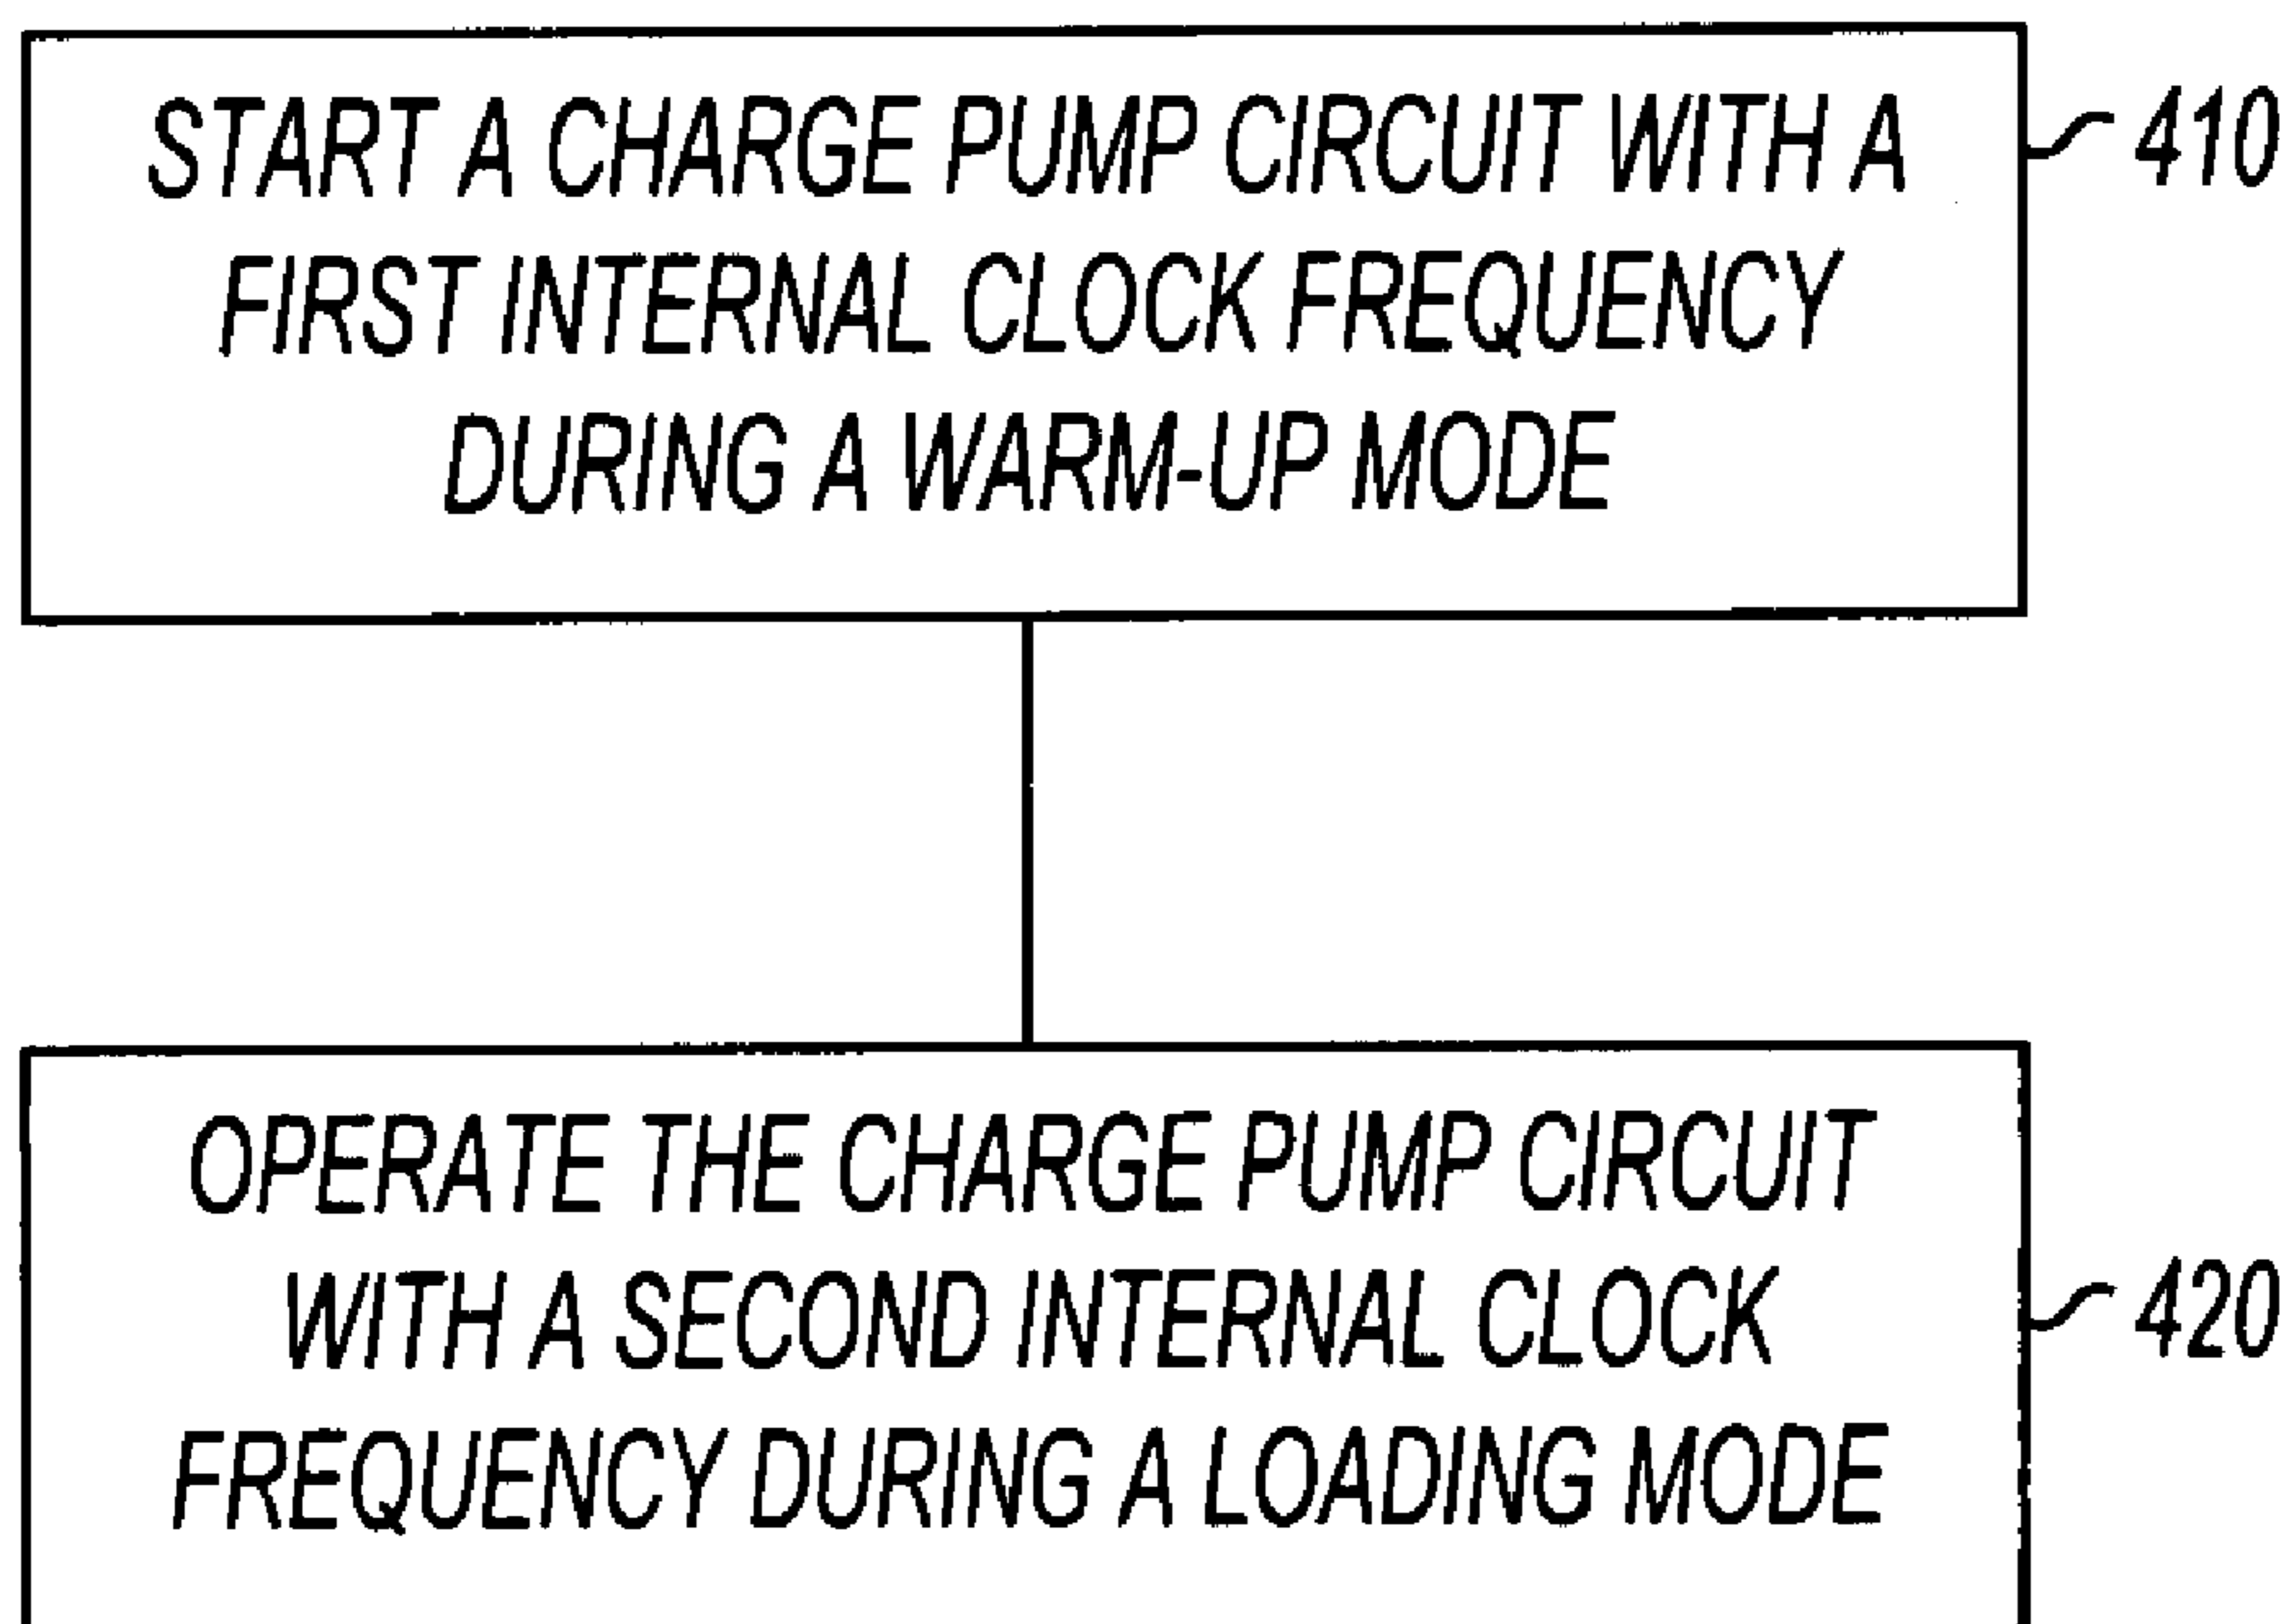 START A CHARGE PUMP CIRCUIT WITH A
FIRST INTERNAL CLOCK FREQUENCY
DURING A WARM-UP MODE
410
OPERATE THE CHARGE PUMP CIRCUIT
WITH A SECOND INTERNAL CLOCK
FREQUENCY DURING A LOADING MODE
420